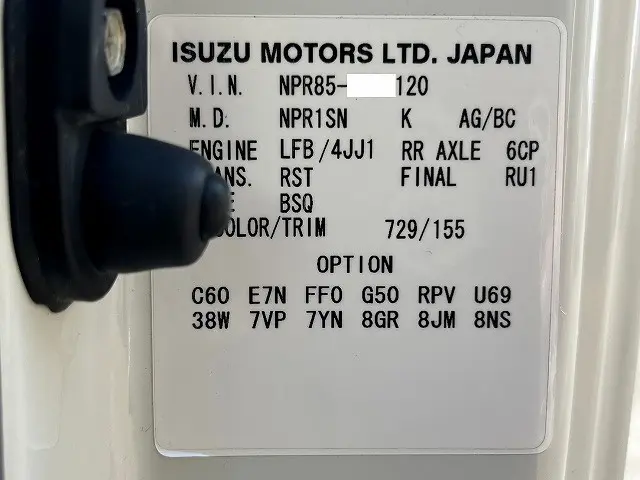 ISUZU MOTORS LTD. JAPAN
V.I.N. NPR85- 120
M.D. NPR1SN K AG/BC
ENGINE LFB/4JJ1 RR AXLE 6CP
ANS. RST FINAL RU1
E BSQ
COLOR/TRIM 729/155
OPTION
C60 E7N FF0 G50 RPV U69
38W 7VP 7YN 8GR 8JM 8NS